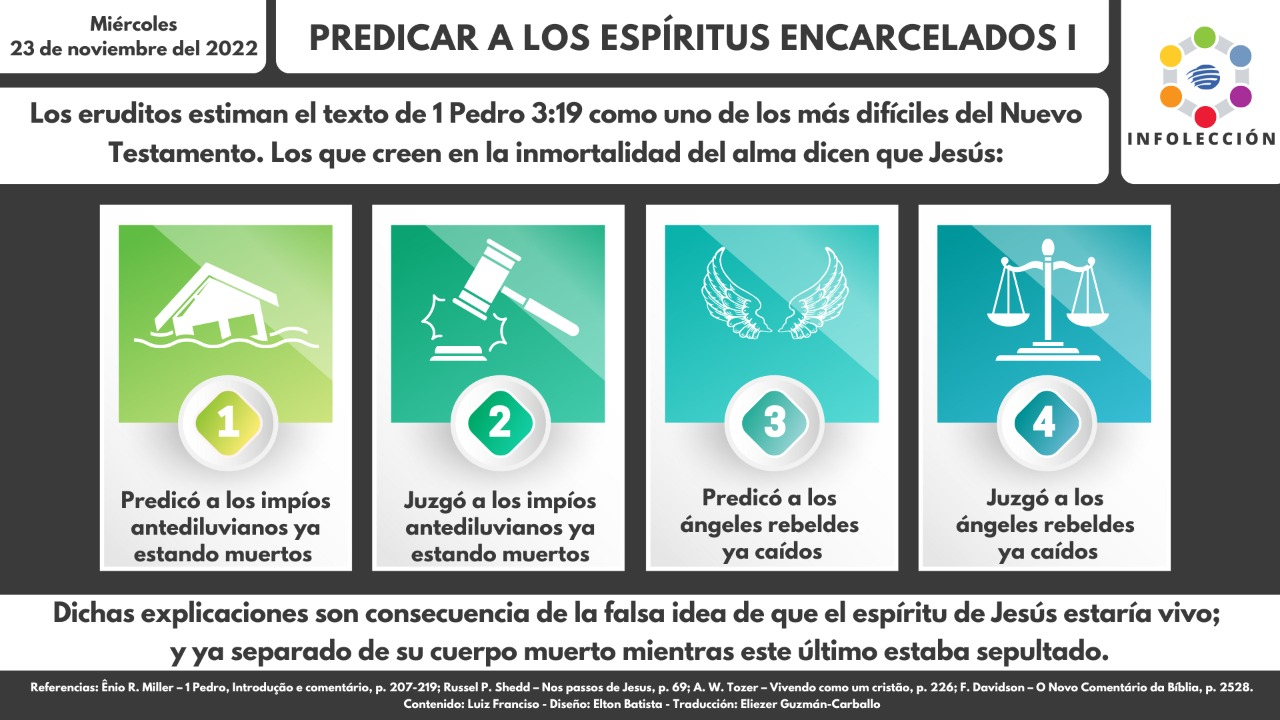 Miércoles
23 de noviembre del 2022
PREDICAR A LOS ESPÍRITUS ENCARCELADOS I
INFOLECCIÓN
Los eruditos estiman el texto de 1 Pedro 3:19 como uno de los más difíciles del Nuevo
Testamento. Los que creen en la inmortalidad del alma dicen que Jesús:
1
Predicó a los impíos
antediluvianos ya
estando muertos
2
Juzgó a los impíos
antediluvianos ya
estando muertos
3
Predicó a los
ángeles rebeldes
ya caídos
4
Juzgó a los
ángeles rebeldes
ya caídos
Dichas explicaciones son consecuencia de la falsa idea de que el espíritu de Jesús estaría vivo;
y ya separado de su cuerpo muerto mientras este último estaba sepultado.
Referencias: Ênio R. Miller – 1 Pedro, Introdução e comentário, p. 207-219; Russel P. Shedd – Nos passos de Jesus, p. 69; A. W. Tozer – Vivendo como um cristão, p. 226; F. Davidson – O Novo Comentário da Bíblia, p. 2528.
Contenido: Luiz Franciso - Diseño: Elton Batista - Traducción: Eliezer Guzmán-Carballo